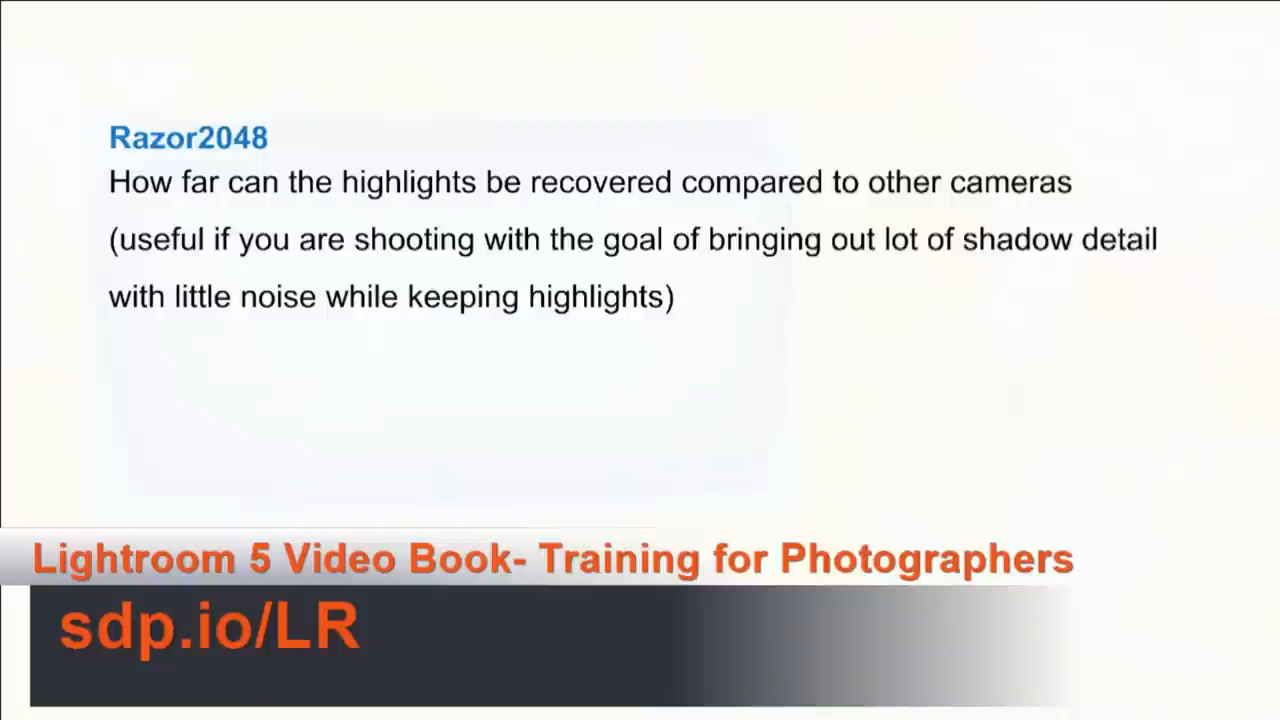 Razor2048
How far can the highlights be recovered compared to other cameras
(useful if you are shooting with the goal of bringing out lot of shadow detail
with little noise while keeping highlights)
Lightroom 5 Video Book- Training for Photographers
sdp.io/LR